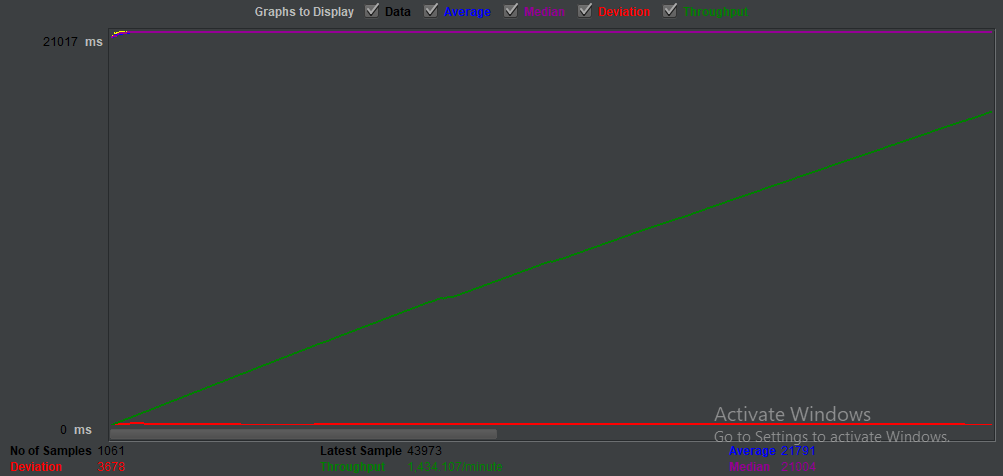 Graphs to Display Data Average Median Deviation Throughput
21017 ms
0 ms
Activate Windows
Go to Settings to activate Windows.
No of Samples 1061 Latest Sample 43973 Average 21791
Deviation 3678 Throughput 1,434.107/minute Median